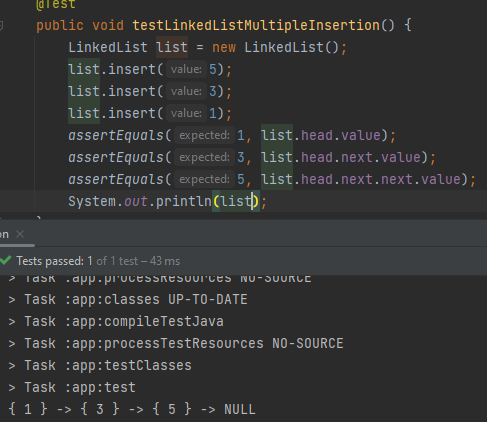 @Test
public void testLinkedListMultipleInsertion() {
LinkedList list = new LinkedList();
list.insert( value: 5);
list.insert( value: 3);
list.insert( value: 1);
assertEquals( expected: 1, list.head.value);
assertEquals( expected: 3, list.head.next.value);
assertEquals( expected: 5, list.head.next.next.value);
System.out.println(list);
}
on ×
Tests passed: 1 of 1 test – 43 ms
> Task :app:processResources NO-SOURCE
> Task :app:classes UP-TO-DATE
> Task :app:compileTestJava
> Task :app:processTestResources NO-SOURCE
> Task :app:testClasses
> Task :app:test
{ 1 } -> { 3 } -> { 5 } -> NULL